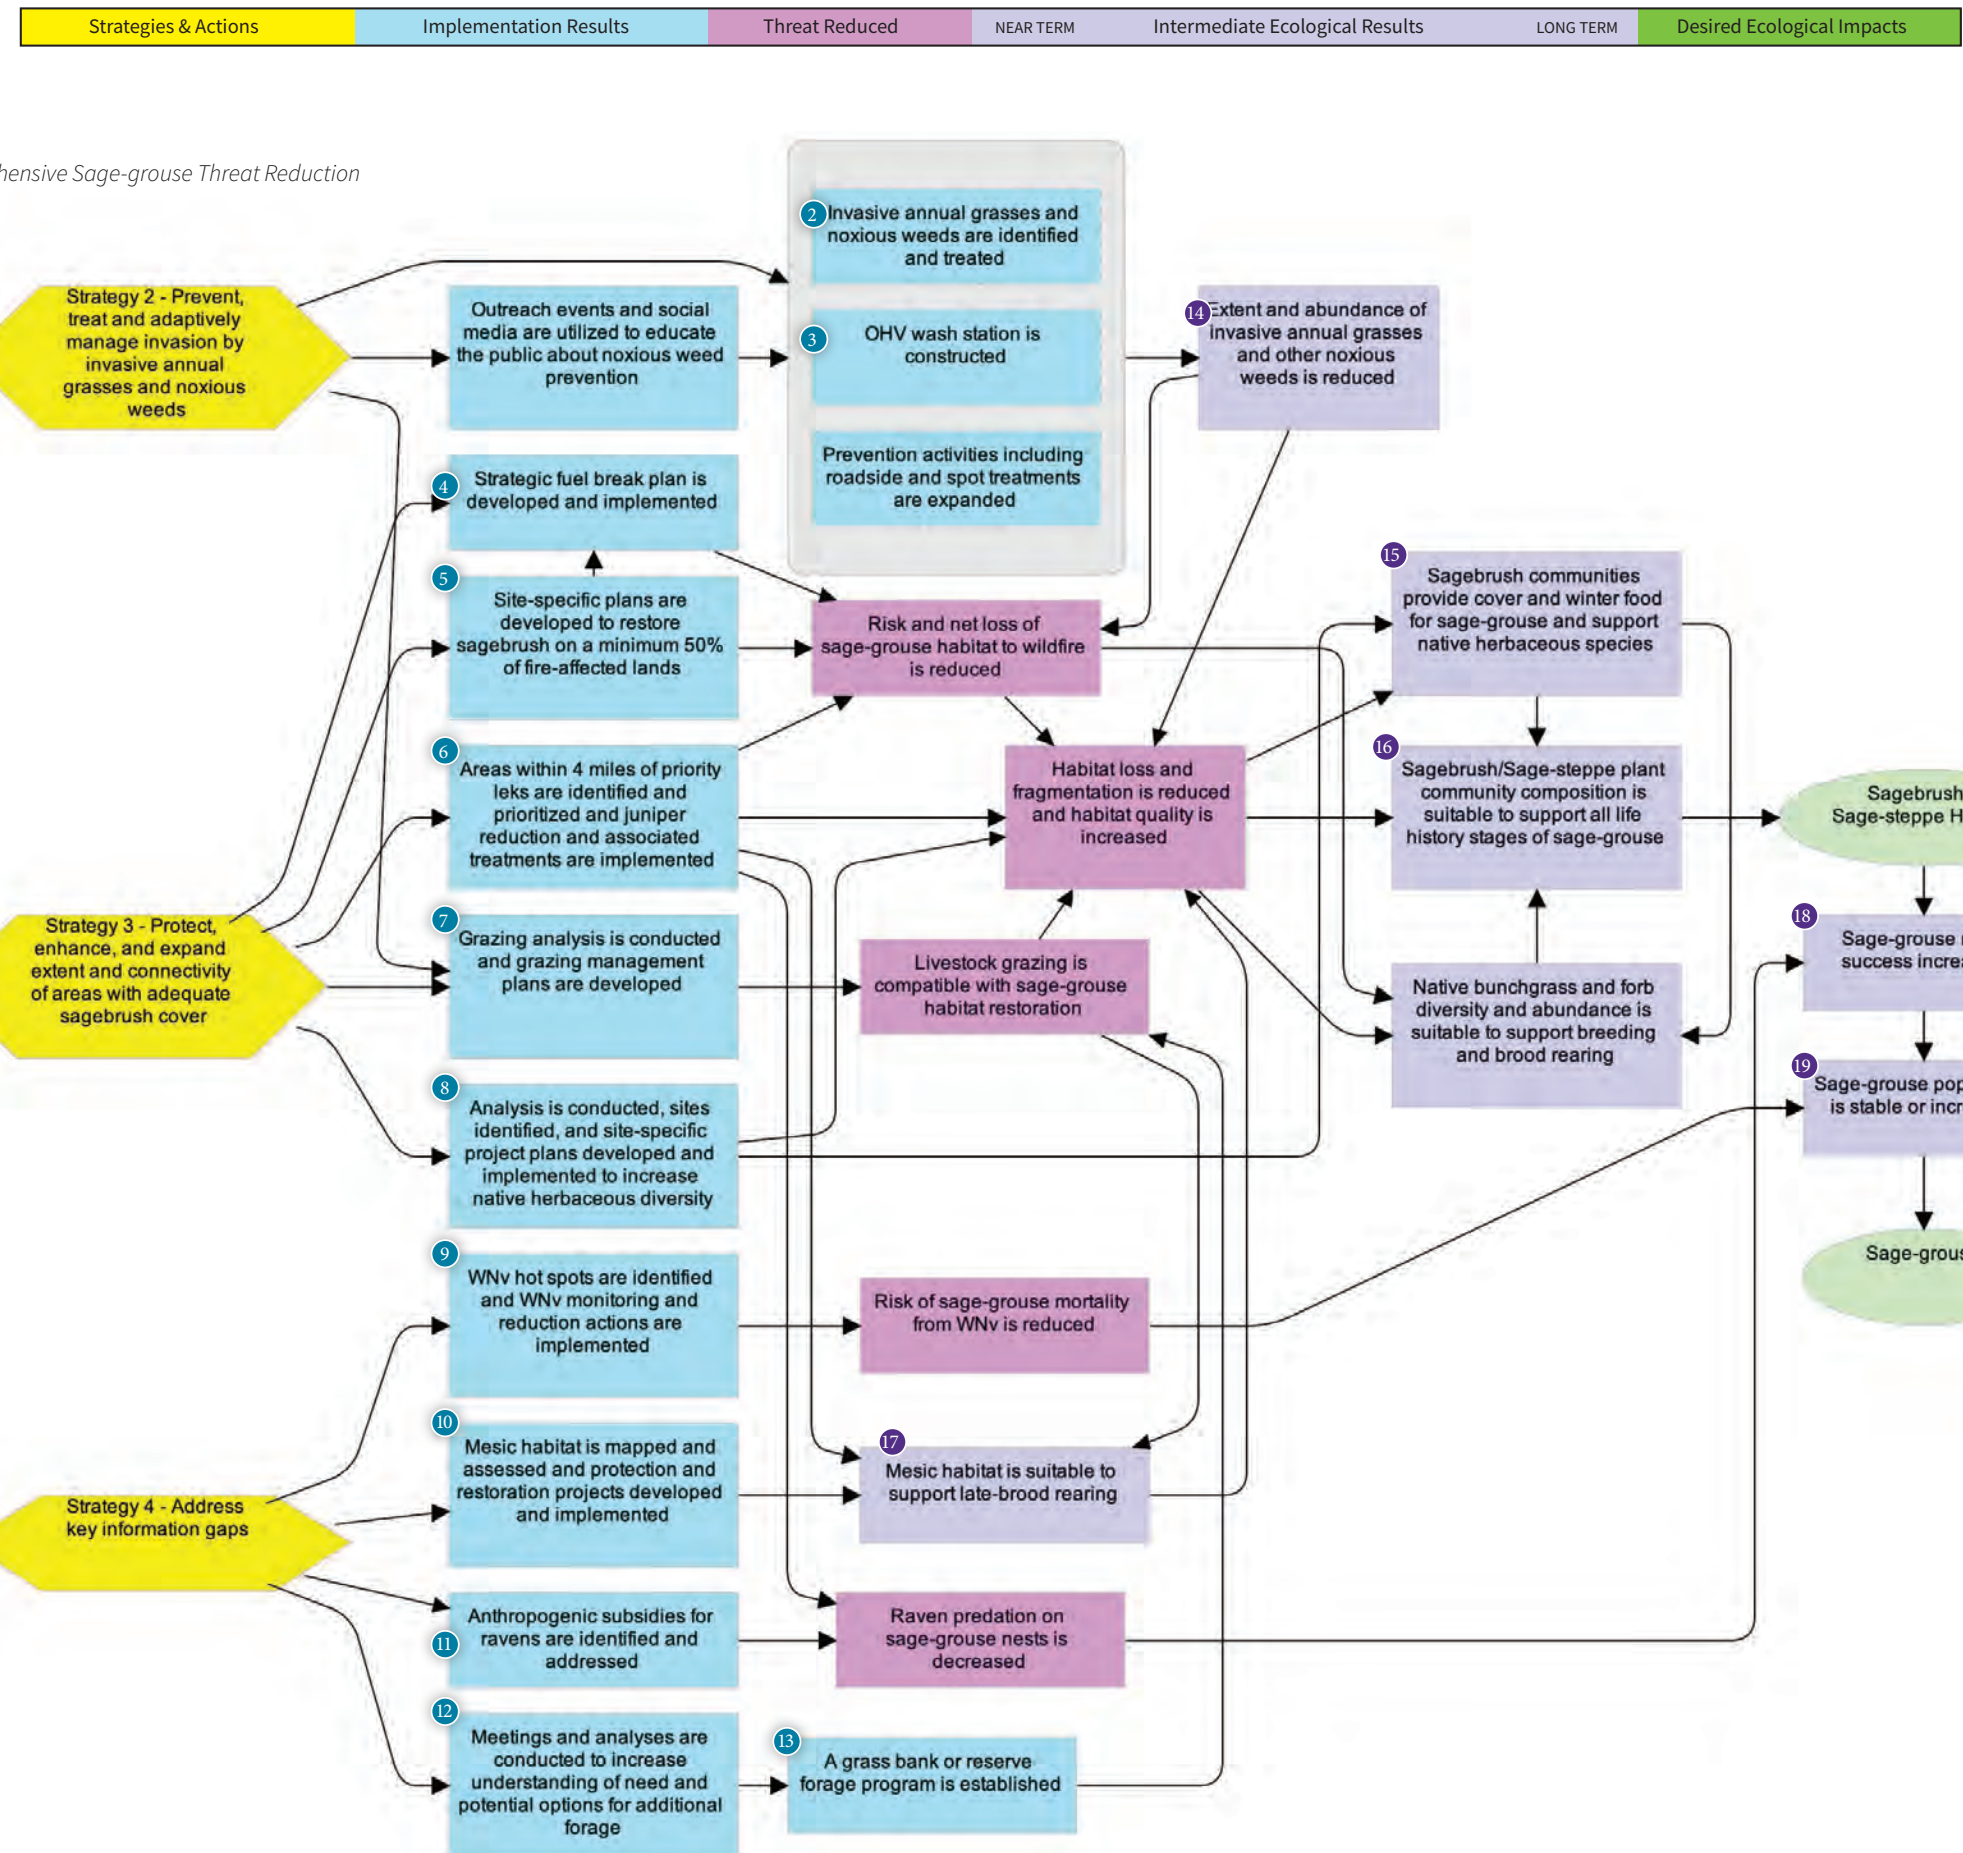 Strategies & Actions
Implementation Results
Threat Reduced
NEAR TERM
Intermediate Ecological Results
LONG TERM
Desired Ecological Impacts
hensive Sage-grouse Threat Reduction
Strategy 2 - Prevent,
treat and adaptively
manage invasion by
invasive annual
grasses and noxious
weeds
Outreach events and social
media are utilized to educate
the public about noxious weed
prevention
2
Invasive annual grasses and
noxious weeds are identified
and treated
3
OHV wash station is
constructed
Prevention activities including
roadside and spot treatments
are expanded
14
Extent and abundance of
invasive annual grasses
and other noxious
weeds is reduced
4
Strategic fuel break plan is
developed and implemented
5
Site-specific plans are
developed to restore
sagebrush on a minimum 50%
of fire-affected lands
Risk and net loss of
sage-grouse habitat to wildfire
is reduced
15
Sagebrush communities
provide cover and winter food
for sage-grouse and support
native herbaceous species
6
Areas within 4 miles of priority
leks are identified and
prioritized and juniper
reduction and associated
treatments are implemented
Habitat loss and
fragmentation is reduced
and habitat quality is
increased
16
Sagebrush/Sage-steppe plant
community composition is
suitable to support all life
history stages of sage-grouse
Sagebrush
Sage-steppe H
Strategy 3 - Protect,
enhance, and expand
extent and connectivity
of areas with adequate
sagebrush cover
7
Grazing analysis is conducted
and grazing management
plans are developed
Livestock grazing is
compatible with sage-grouse
habitat restoration
Native bunchgrass and forb
diversity and abundance is
suitable to support breeding
and brood rearing
18
Sage-grouse
success increa
8
Analysis is conducted, sites
identified, and site-specific
project plans developed and
implemented to increase
native herbaceous diversity
19
Sage-grouse pop
is stable or incr
9
WNv hot spots are identified
and WNv monitoring and
reduction actions are
implemented
Risk of sage-grouse mortality
from WNv is reduced
Sage-grous
Strategy 4 - Address
key information gaps
10
Mesic habitat is mapped and
assessed and protection and
restoration projects developed
and implemented
17
Mesic habitat is suitable to
support late-brood rearing
11
Anthropogenic subsidies for
ravens are identified and
addressed
Raven predation on
sage-grouse nests is
decreased
12
Meetings and analyses are
conducted to increase
understanding of need and
potential options for additional
forage
13
A grass bank or reserve
forage program is established